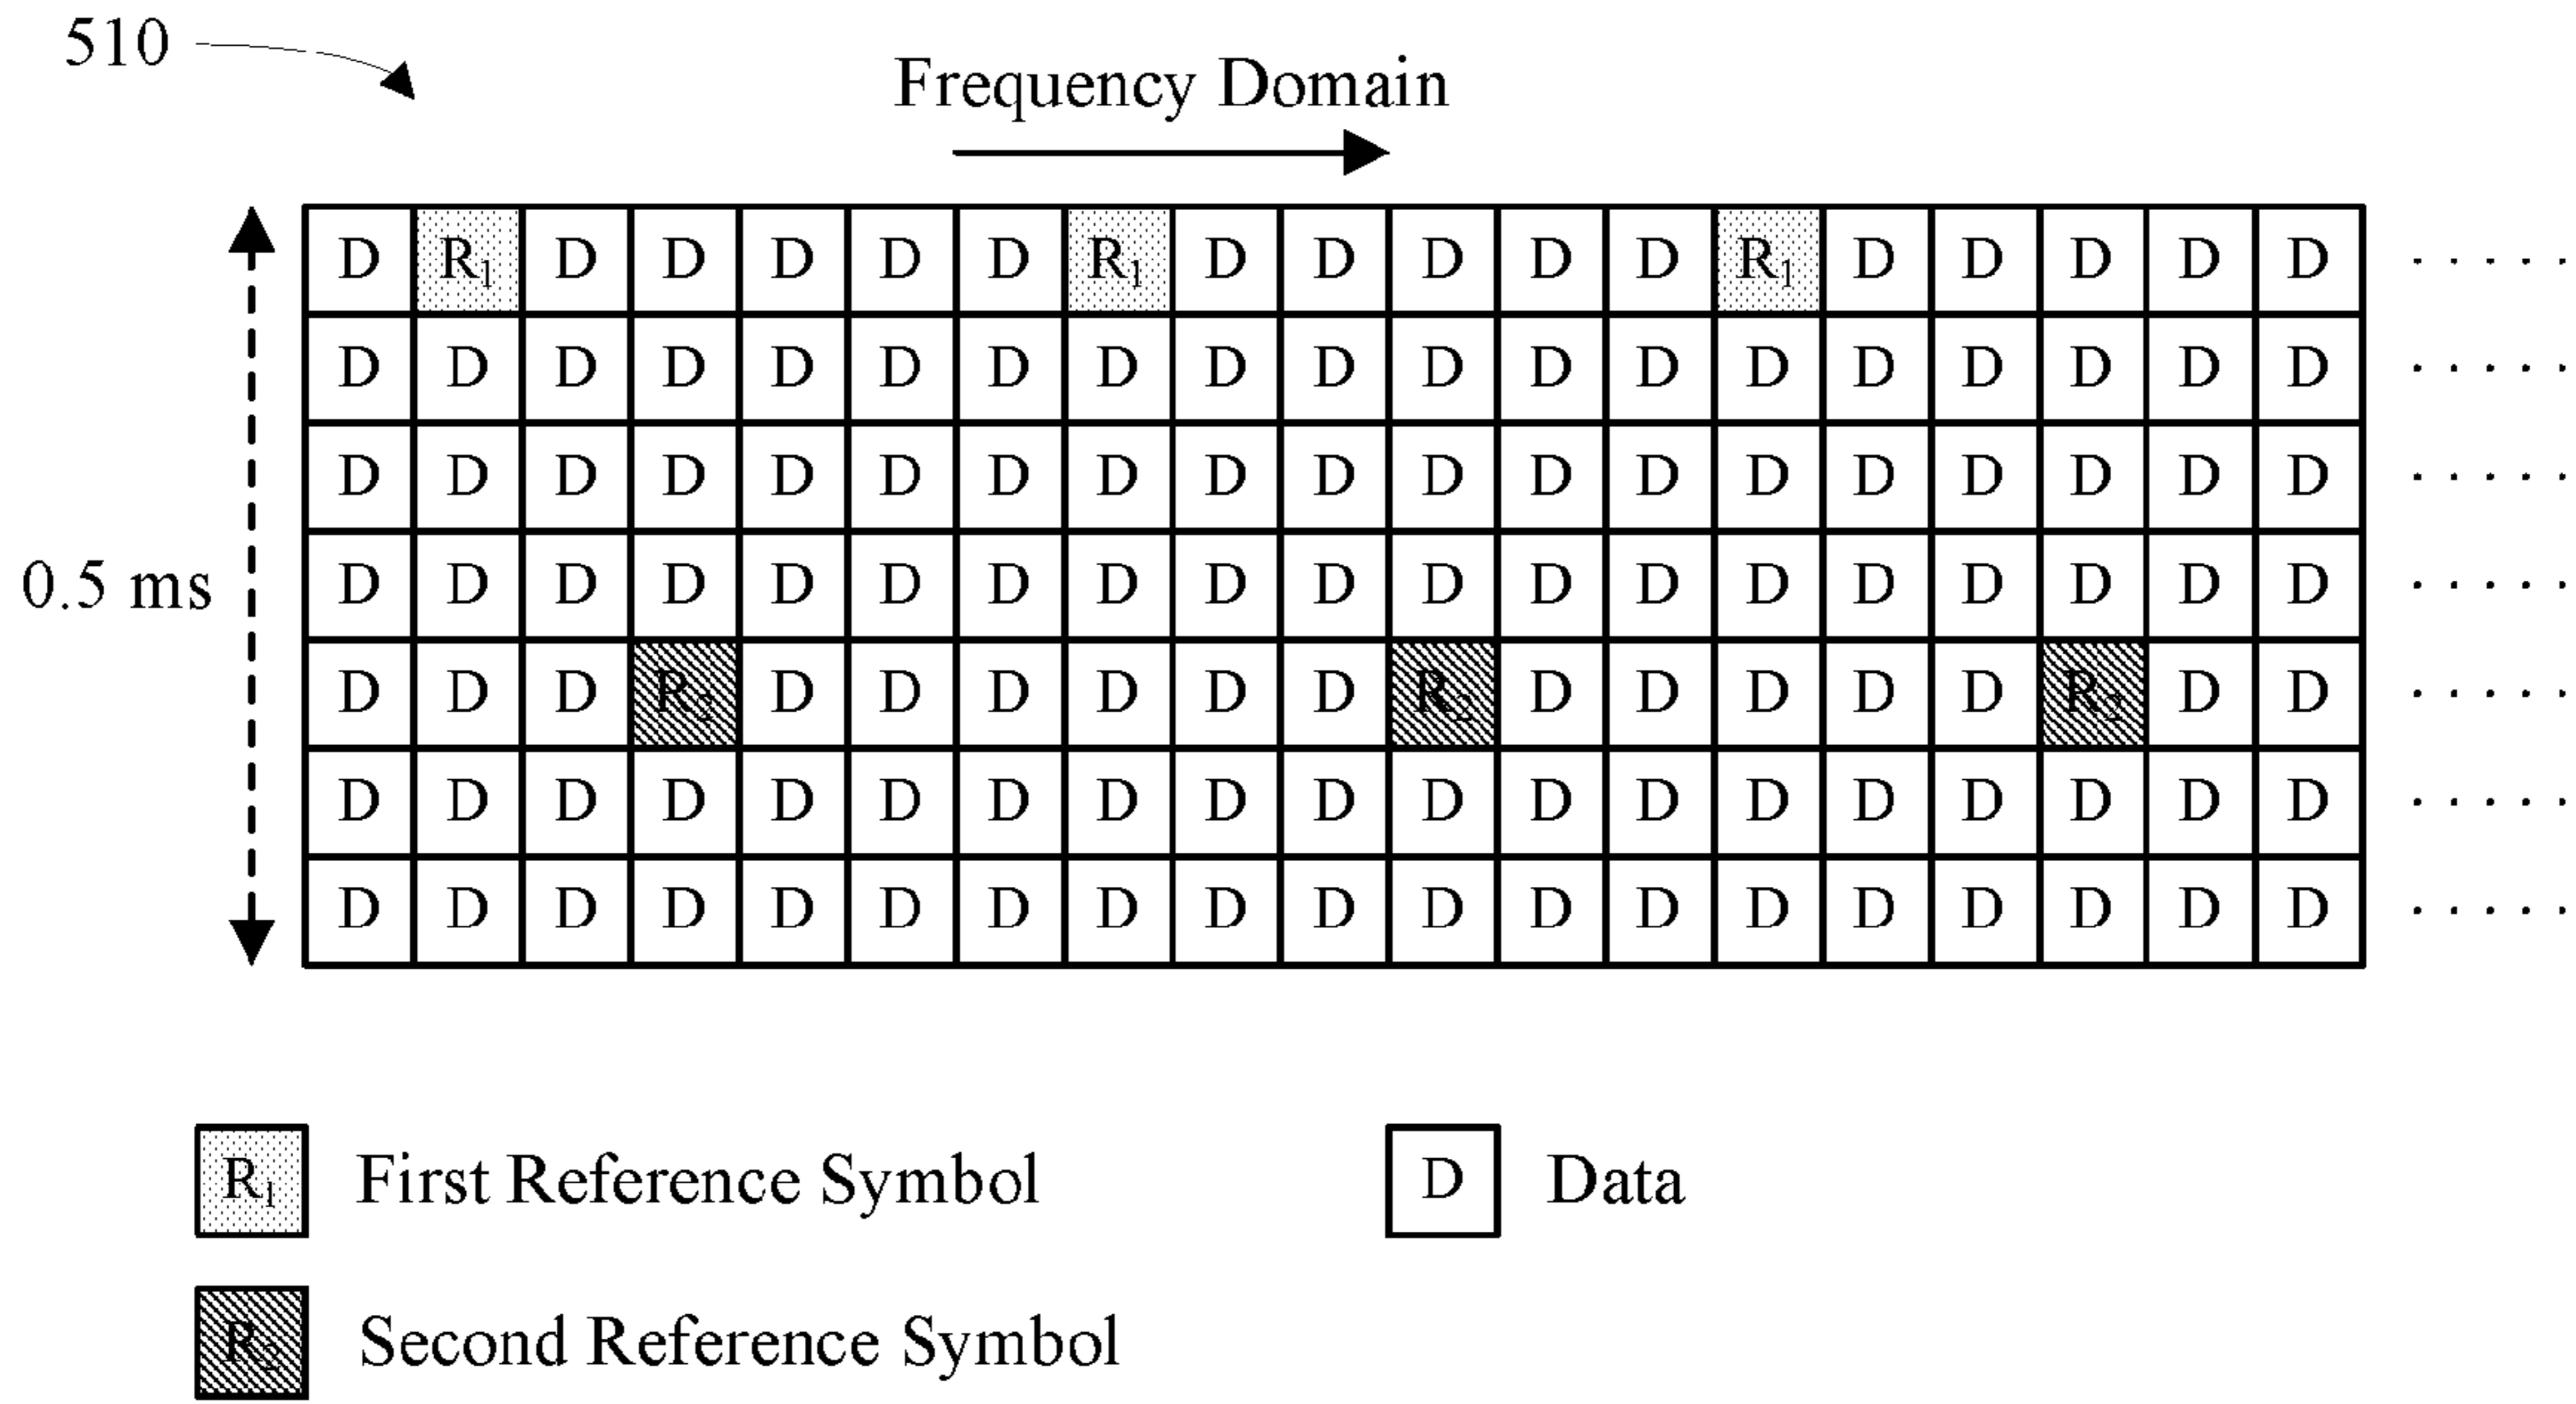 510
Frequency Domain
D R₁ D D D D D R₁ D D D D D R₁ D D D D D . . . . .
D D D D D D D D D D D D D D D D D D D . . . . .
D D D D D D D D D D D D D D D D D D D . . . . .
0.5 ms
D D D D D D D D D D D D D D D D D D D . . . . .
D D D R₂ D D D D D D R₂ D D D D D R₂ D D . . . . .
D D D D D D D D D D D D D D D D D D D . . . . .
D D D D D D D D D D D D D D D D D D D . . . . .
R₁ First Reference Symbol
D Data
R₂ Second Reference Symbol